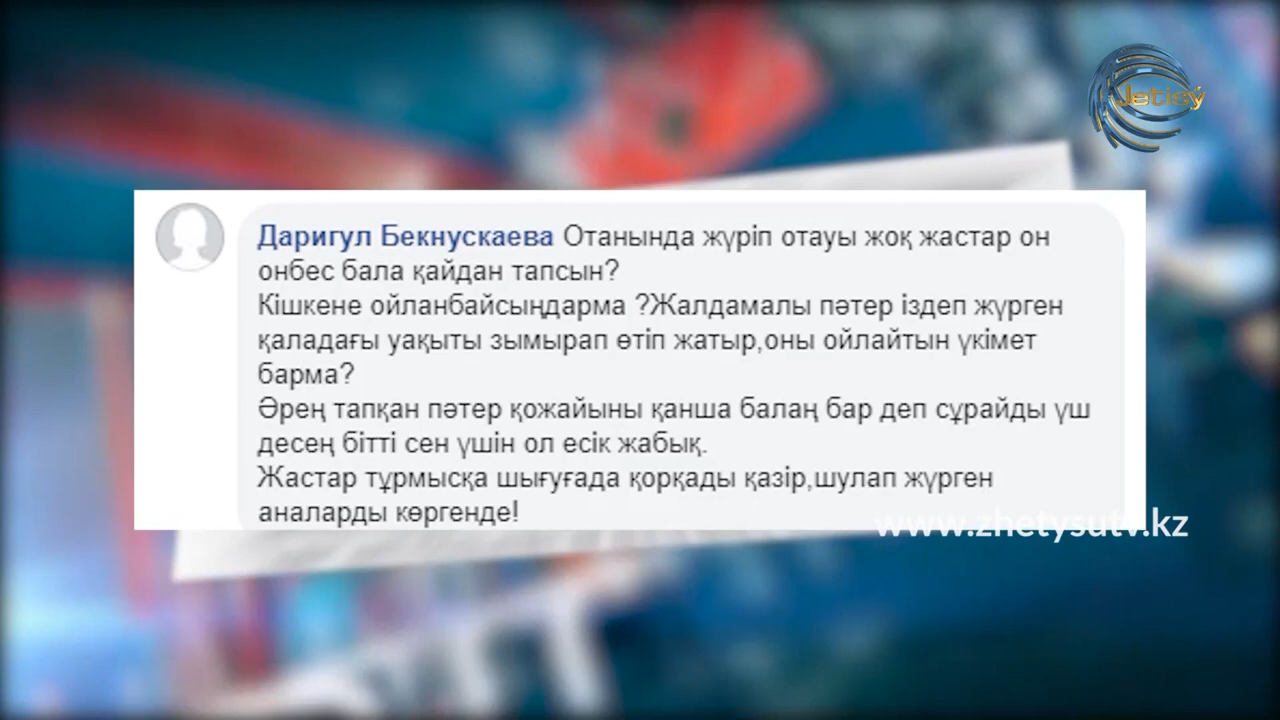 Jetisý
Даригул Бекнускаева Отанында жүріп отауы жоқ жастар он
онбес бала қайдан тапсын?
Кішкене ойланбайсыңдарма ?Жалдамалы пәтер іздеп жүрген
қаладағы уақыты зымырап өтіп жатыр,оны ойлайтын үкімет
барма?
Әрең тапқан пәтер қожайыны қанша балаң бар деп сұрайды үш
десең бітті сен үшін ол есік жабық.
Жастар тұрмысқа шығуғада қорқады қазір,шулап жүрген
аналарды көргенде!
www.zhetysutv.kz